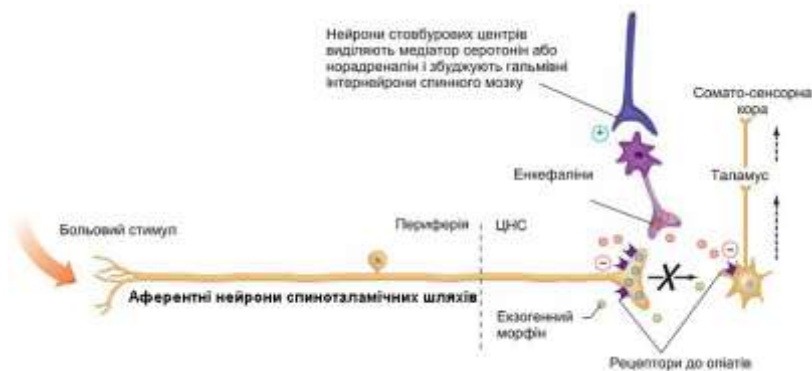 Нейрони стовбурових центрів
виділяють медіатор серотонін або
норадреналін і збуджують гальмівні
інтернейрони спинного мозку
Сомато-сенсорна
кора
+
Енкефаліни
Таламус
Больовий стимул
Периферія
ЦНС
Аферентні нейрони спиноталамічних шляхів
Екзогенний
морфін
Рецептори до опіатів